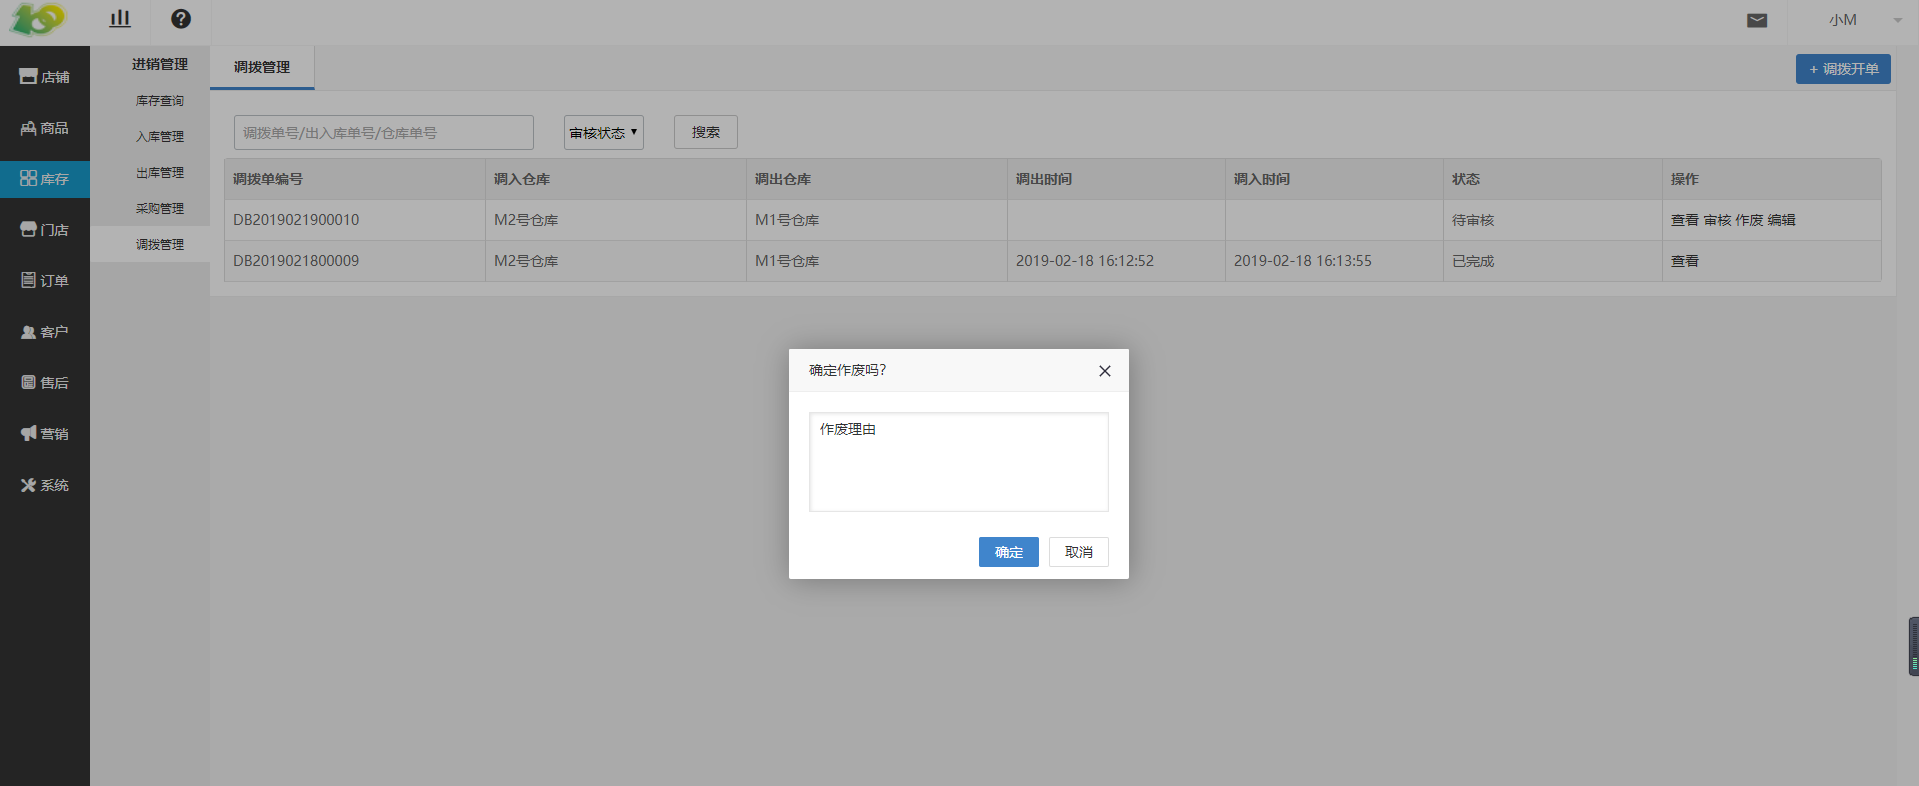 小M
店铺
商品
库存
门店
订单
客户
售后
营销
系统
进销管理
库存查询
入库管理
出库管理
采购管理
调拨管理
调拨管理
+ 调拨开单
调拨单号/出入库单号/仓库单号
审核状态
搜索
调拨单编号 调入仓库 调出仓库 调出时间 调入时间 状态 操作
DB2019021900010 M2号仓库 M1号仓库 待审核 查看 审核 作废 编辑
DB2019021800009 M2号仓库 M1号仓库 2019-02-18 16:12:52 2019-02-18 16:13:55 已完成 查看
确定作废吗?
作废理由
确定 取消